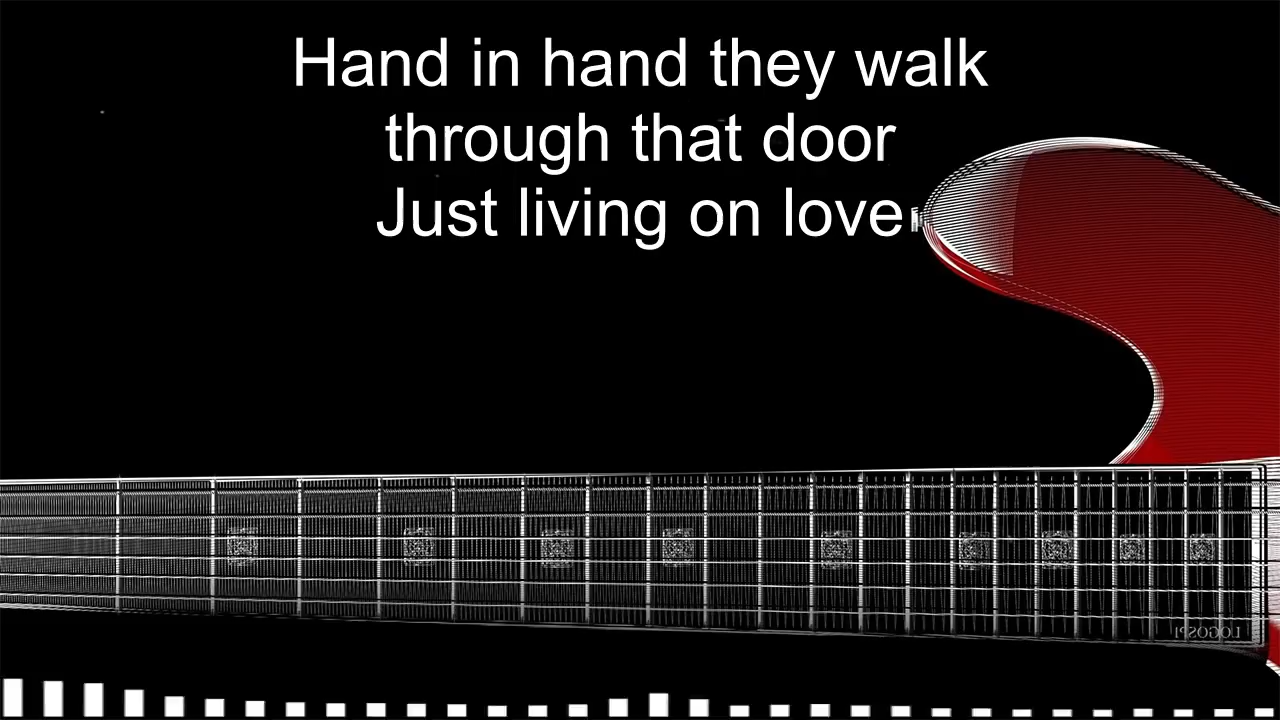 Hand in hand they walk
through that door
Just living on love